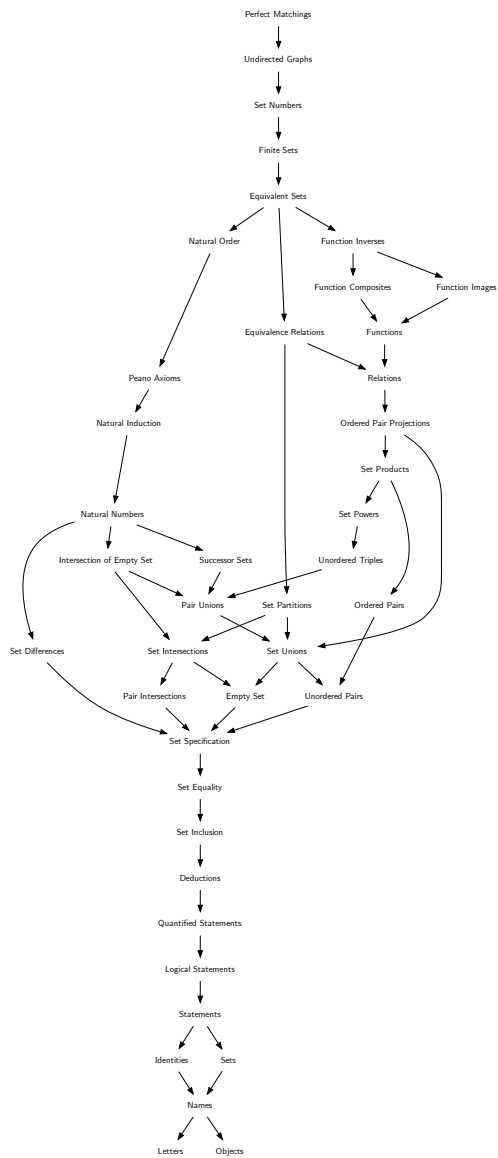 Perfect Matchings
Undirected Graphs
Set Numbers
Finite Sets
Equivalent Sets
Natural Order
Function Inverses
Function Composites
Function Images
Equivalence Relations
Functions
Peano Axioms
Relations
Natural Induction
Ordered Pair Projections
Set Products
Natural Numbers
Set Powers
Intersection of Empty Set
Successor Sets
Unordered Triples
Pair Unions
Set Partitions
Ordered Pairs
Set Differences
Set Intersections
Set Unions
Pair Intersections
Empty Set
Unordered Pairs
Set Specification
Set Equality
Set Inclusion
Deductions
Quantified Statements
Logical Statements
Statements
Identities
Sets
Names
Letters
Objects